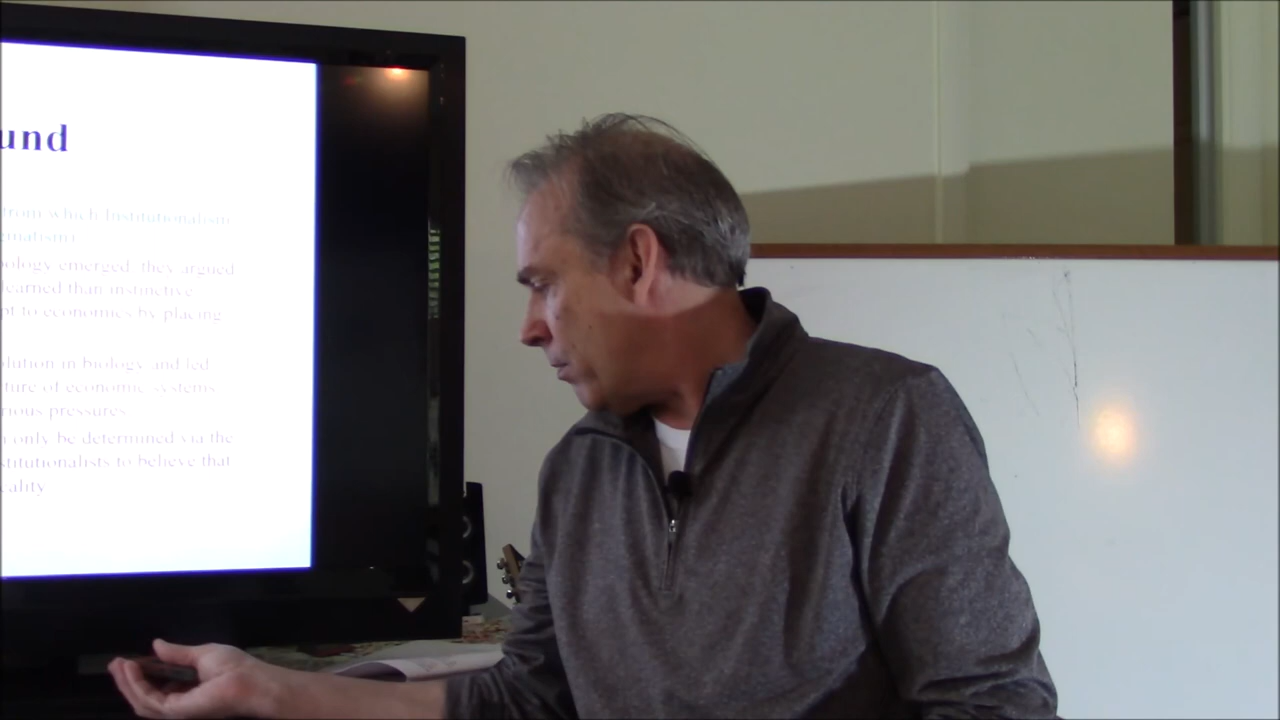 und
from which Institutionalism
gmatism)
ology emerged, they argued
learned than instinctive
pt to economics by placing
olution in biology and led
ture of economic systems
rious pressures
n only be determined via the
stitutionalists to believe that
cality